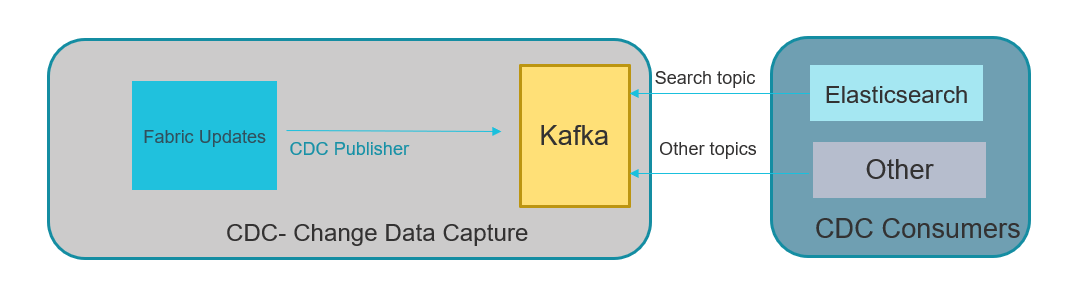 Fabric Updates
CDC Publisher
Kafka
CDC- Change Data Capture
Search topic
Other topics
Elasticsearch
Other
CDC Consumers